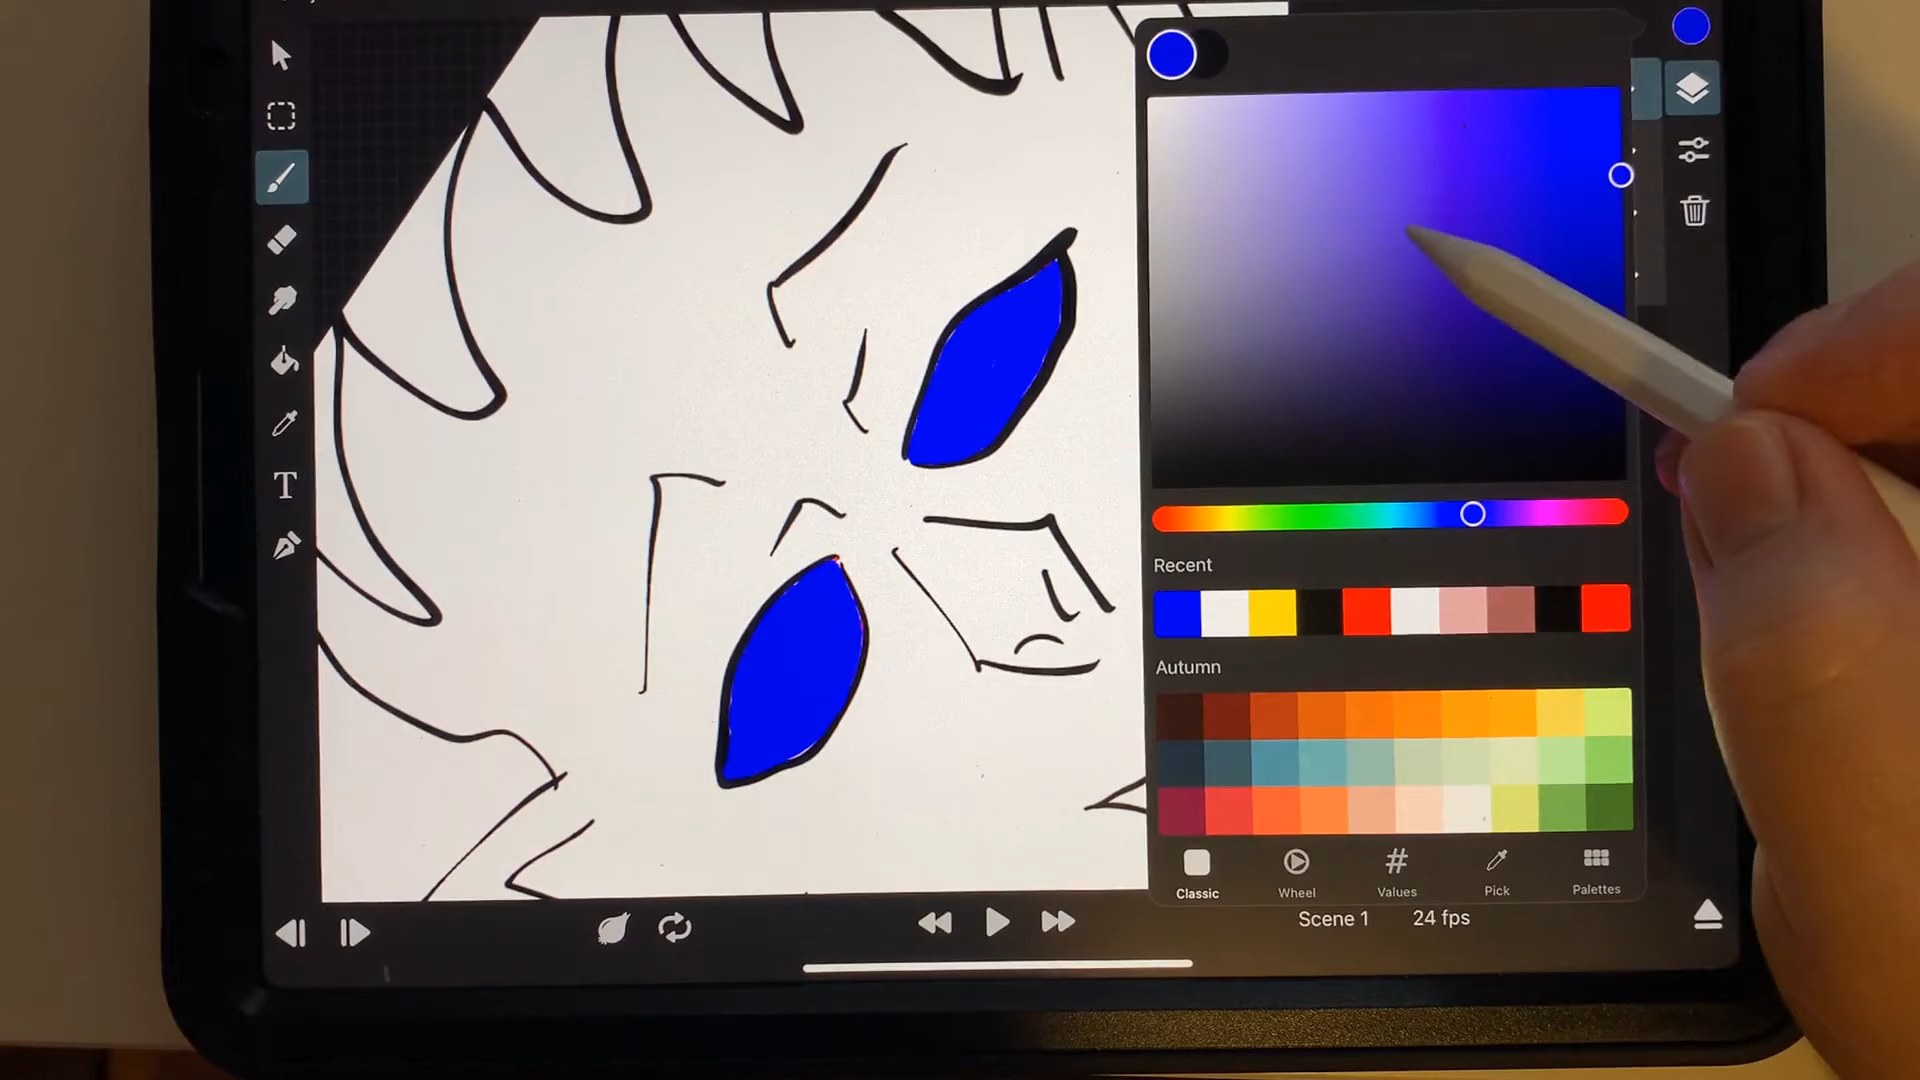 T
Recent
Autumn
#
Classic
Wheel
Values
Pick
Palettes
Scene 1
24 fps